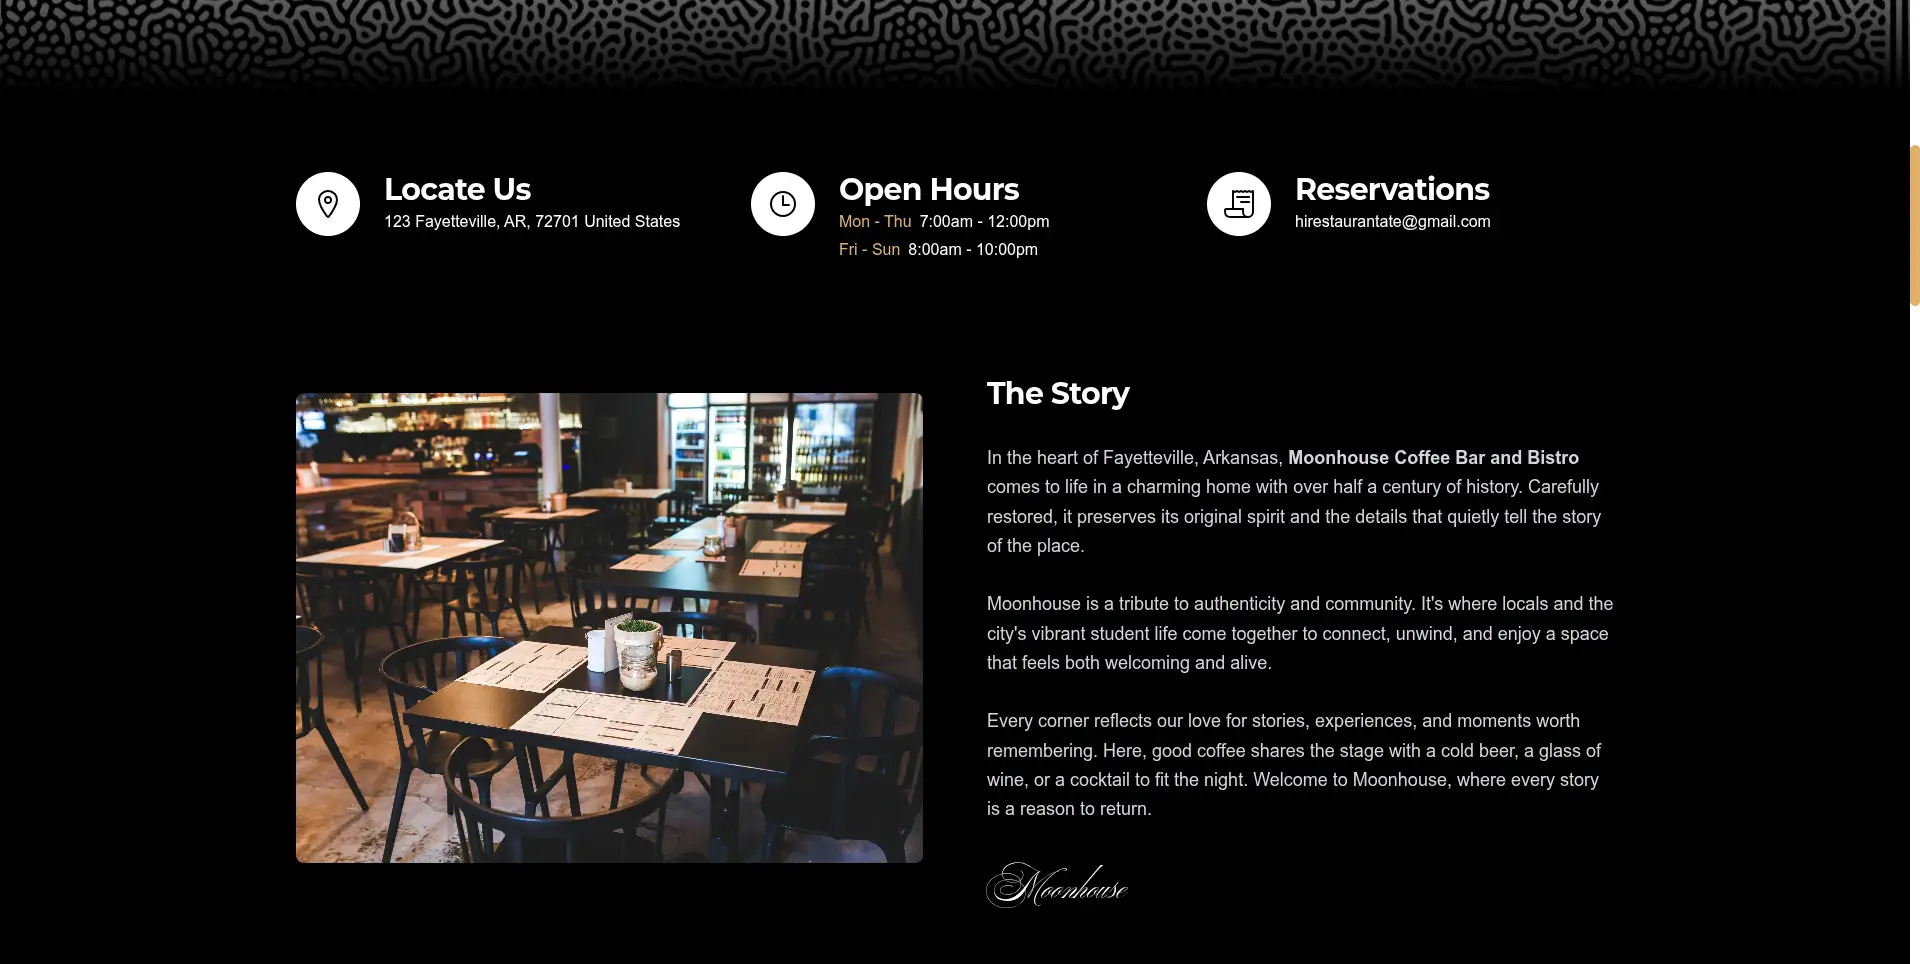 Locate Us
123 Fayetteville, AR, 72701 United States
Open Hours
Mon - Thu 7:00am - 12:00pm
Fri - Sun 8:00am - 10:00pm
Reservations
hirestaurantate@gmail.com
The Story
In the heart of Fayetteville, Arkansas, Moonhouse Coffee Bar and Bistro
comes to life in a charming home with over half a century of history. Carefully
restored, it preserves its original spirit and the details that quietly tell the story
of the place.
Moonhouse is a tribute to authenticity and community. It's where locals and the
city's vibrant student life come together to connect, unwind, and enjoy a space
that feels both welcoming and alive.
Every corner reflects our love for stories, experiences, and moments worth
remembering. Here, good coffee shares the stage with a cold beer, a glass of
wine, or a cocktail to fit the night. Welcome to Moonhouse, where every story
is a reason to return.
Moonhouse